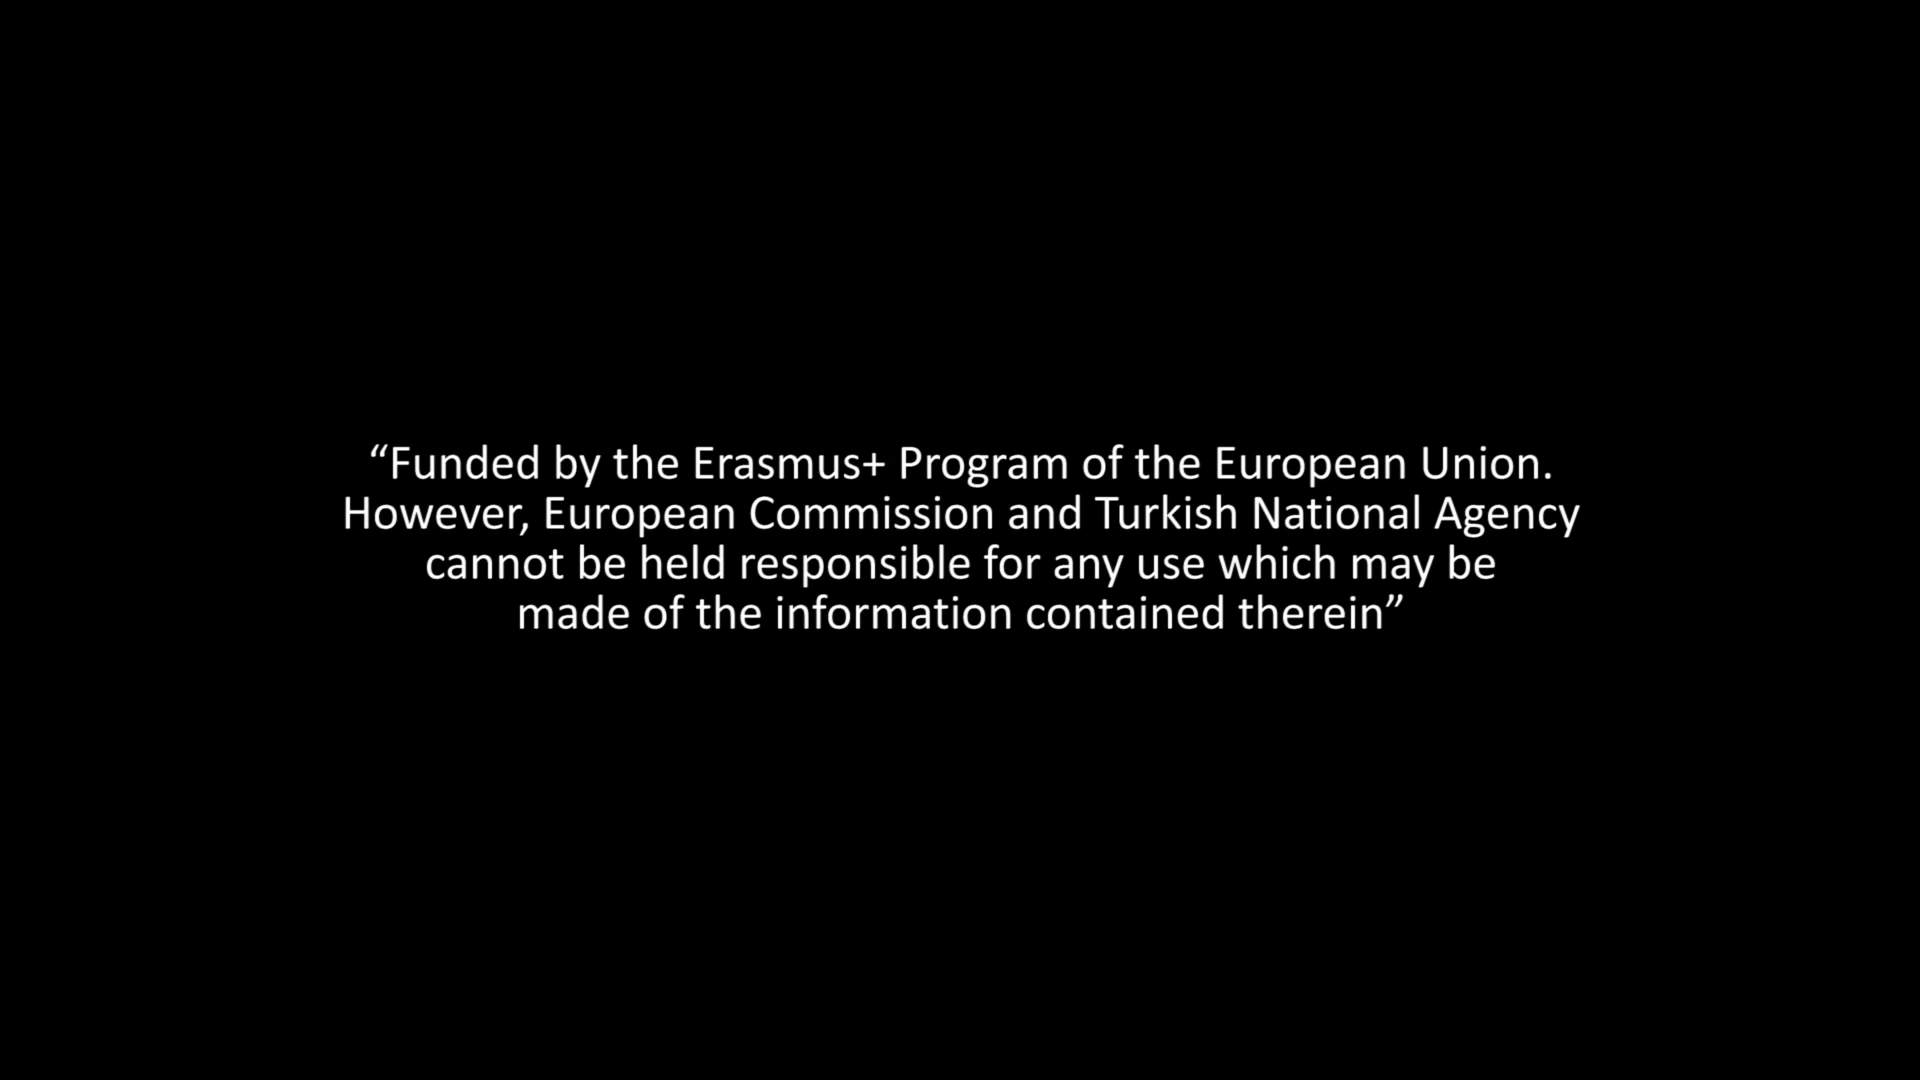 “Funded by the Erasmus+ Program of the European Union.
However, European Commission and Turkish National Agency
cannot be held responsible for any use which may be
made of the information contained therein”